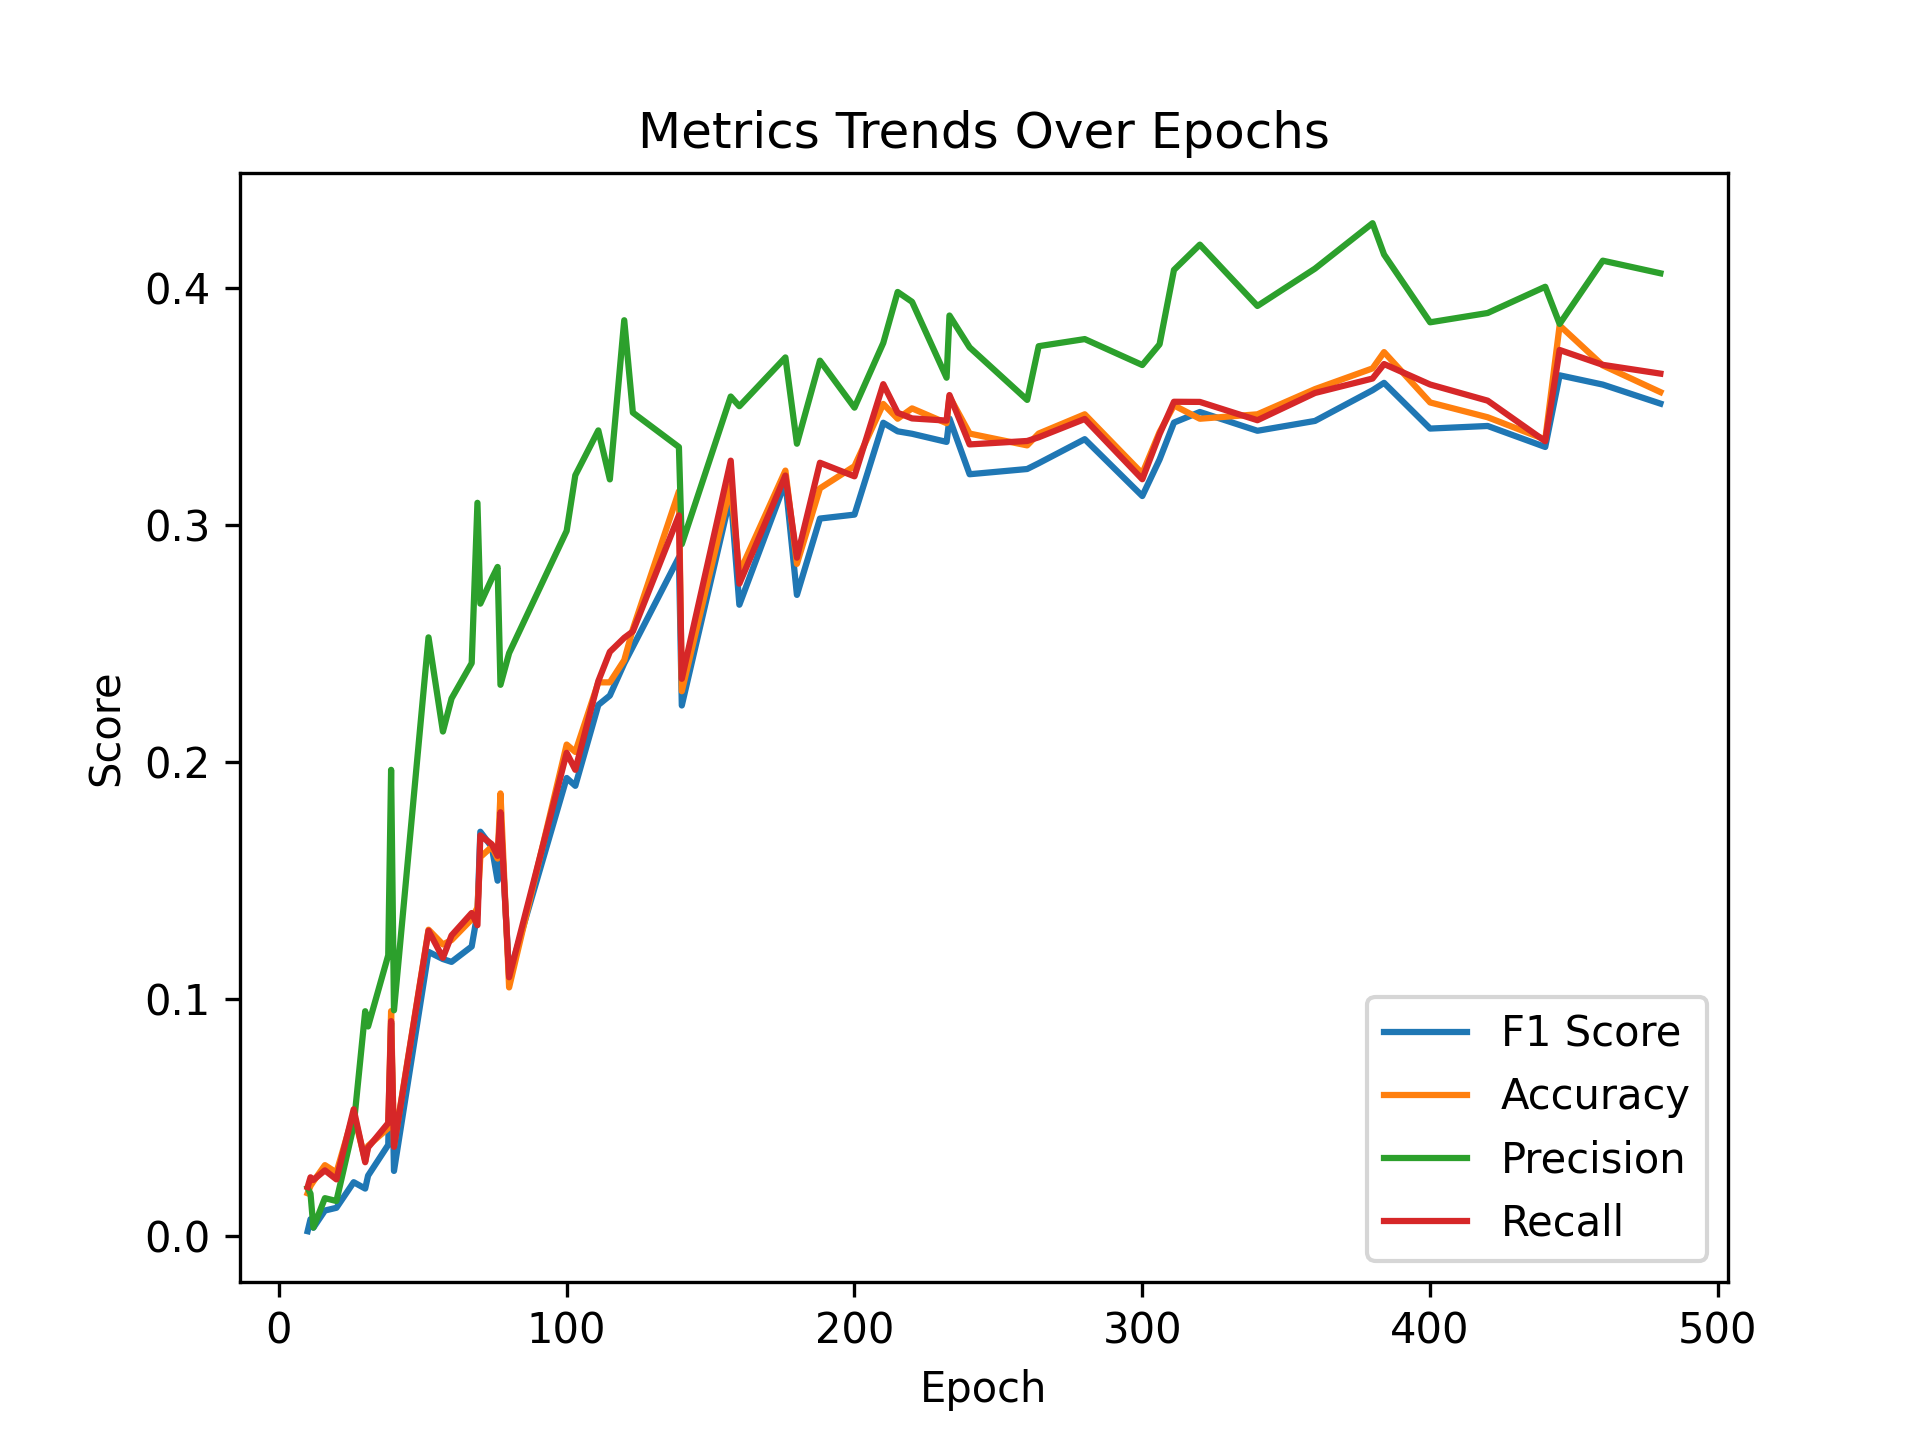 Metrics Trends Over Epochs
Score
0.4
0.3
0.2
0.1
0.0
0 100 200 300 400 500
Epoch
F1 Score
Accuracy
Precision
Recall